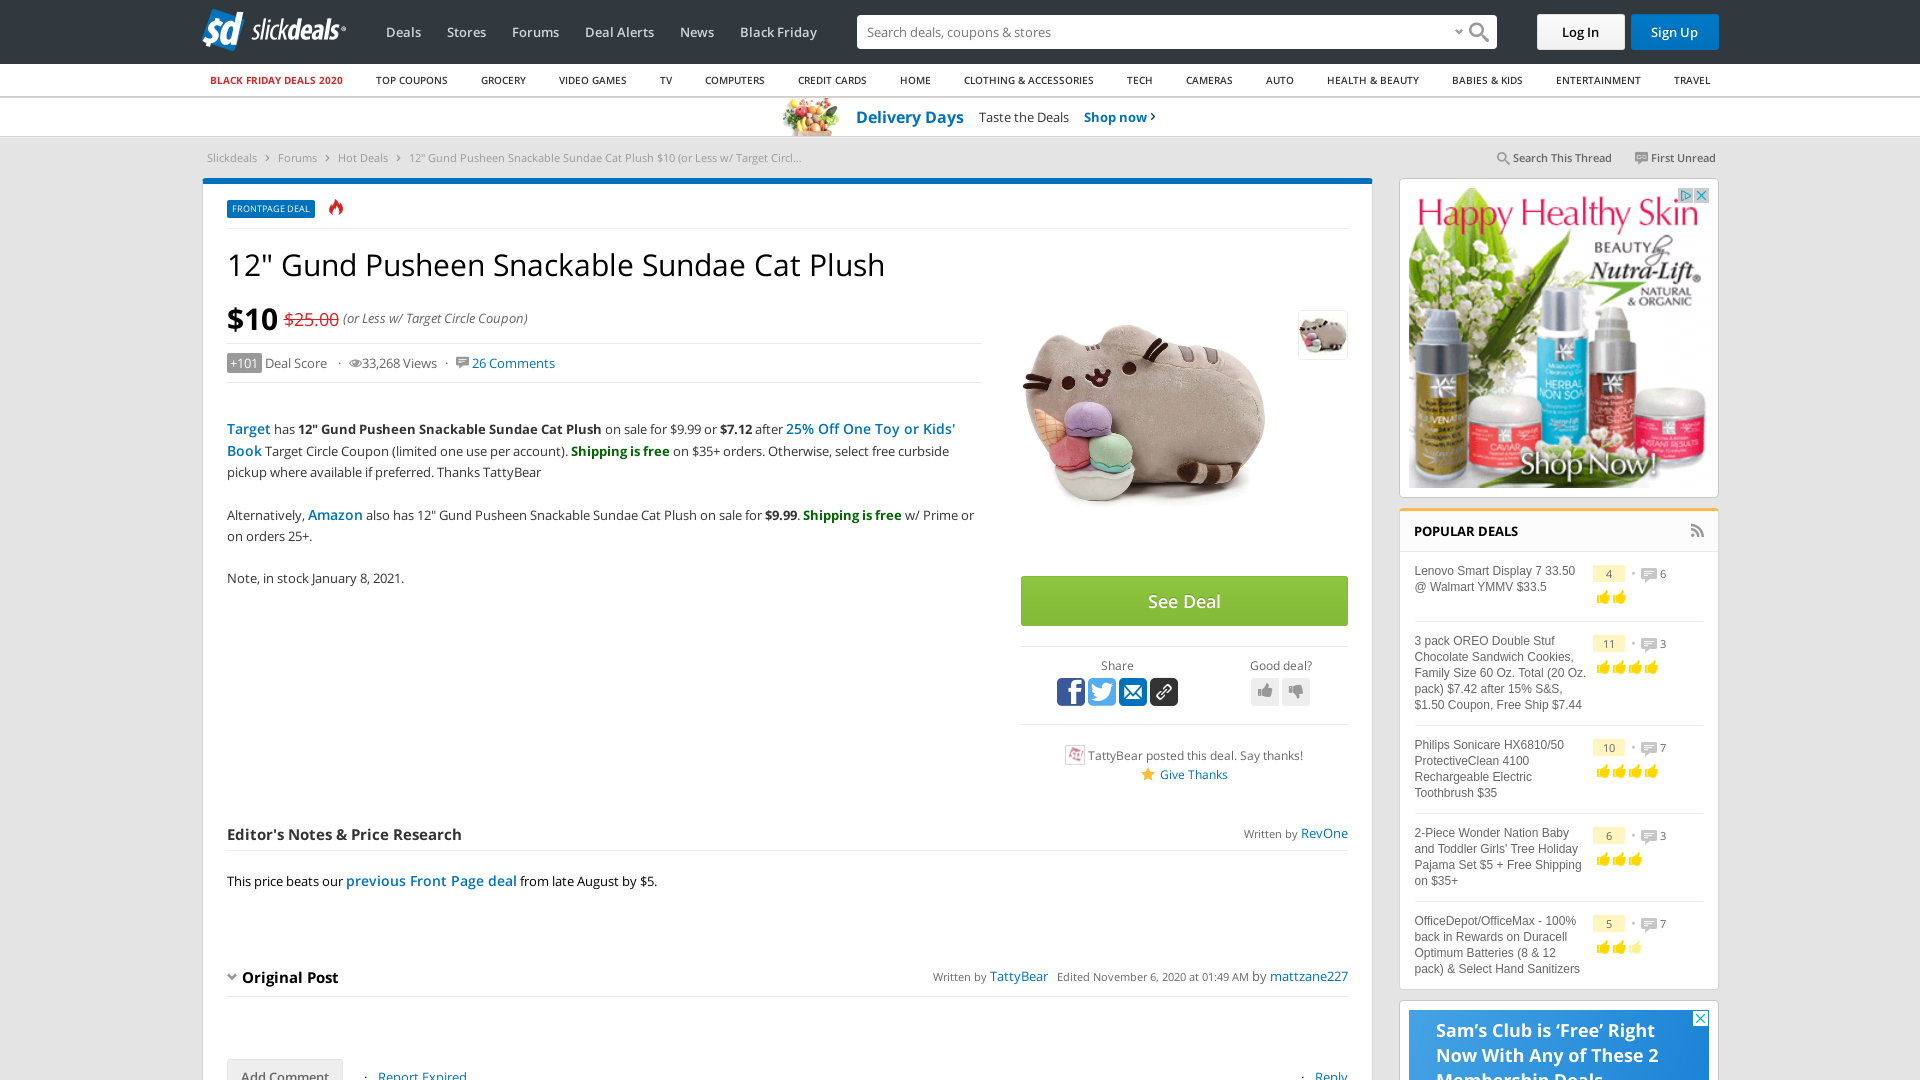 sd slickdeals
Deals Stores Forums Deal Alerts News Black Friday
Search deals, coupons & shares
Log In
Sign Up
BLACK FRIDAY DEALS 2020 TOP COUPONS GROCERY VIDEO GAMES TV COMPUTERS CREDIT CARDS HOME CLOTHING & ACCESSORIES TECH CAMERAS AUTO HEALTH & BEAUTY BABIES & KIDS ENTERTAINMENT TRAVEL
Delivery Days Taste the Deals Shop now ›
Slickdeals › Forums › Hot Deals › 12" Gund Pusheen Snackable Sundae Cat Plush $10 (or Less w/ Target Circl...
Search This Thread First Unread
FRONTPAGE DEAL
12" Gund Pusheen Snackable Sundae Cat Plush
$10 $25.00 (or Less w/ Target Circle Coupon)
+101 Deal Score · 33,268 Views · 26 Comments
Target has 12" Gund Pusheen Snackable Sundae Cat Plush on sale for $9.99 or $7.12 after 25% Off One Toy or Kids'
Book Target Circle Coupon (limited one use per account). Shipping is free on $35+ orders. Otherwise, select free curbside
pickup where available if preferred. Thanks TattyBear
Alternatively, Amazon also has 12" Gund Pusheen Snackable Sundae Cat Plush on sale for $9.99. Shipping is free w/ Prime or
on orders 25+.
Note, in stock January 8, 2021.
See Deal
Share
Good deal?
TattyBear posted this deal. Say thanks!
Give Thanks
Editor's Notes & Price Research
Written by RevOne
This price beats our previous Front Page deal from late August by $5.
Original Post
Written by TattyBear Edited November 6, 2020 at 01:49 AM by mattzane227
Add Comment
· Report Expired
· Reply
Happy Healthy Skin
BEAUTY by
Nutra-Lift®
NATURAL
& ORGANIC
HERBAL
NON SOAP
CAVIAR
INSTANT RESULTS
Shop Now!
POPULAR DEALS
Lenovo Smart Display 7 33.50
@ Walmart YMMV $33.5
4 • 6
3 pack OREO Double Stuf
Chocolate Sandwich Cookies,
Family Size 60 Oz. Total (20 Oz.
pack) $7.42 after 15% S&S,
$1.50 Coupon, Free Ship $7.44
11 • 3
Philips Sonicare HX6810/50
ProtectiveClean 4100
Rechargeable Electric
Toothbrush $35
10 • 7
2-Piece Wonder Nation Baby
and Toddler Girls' Tree Holiday
Pajama Set $5 + Free Shipping
on $35+
6 • 3
OfficeDepot/OfficeMax - 100%
back in Rewards on Duracell
Optimum Batteries (8 & 12
pack) & Select Hand Sanitizers
5 • 7
Sam's Club is 'Free' Right
Now With Any of These 2
Membership Deals